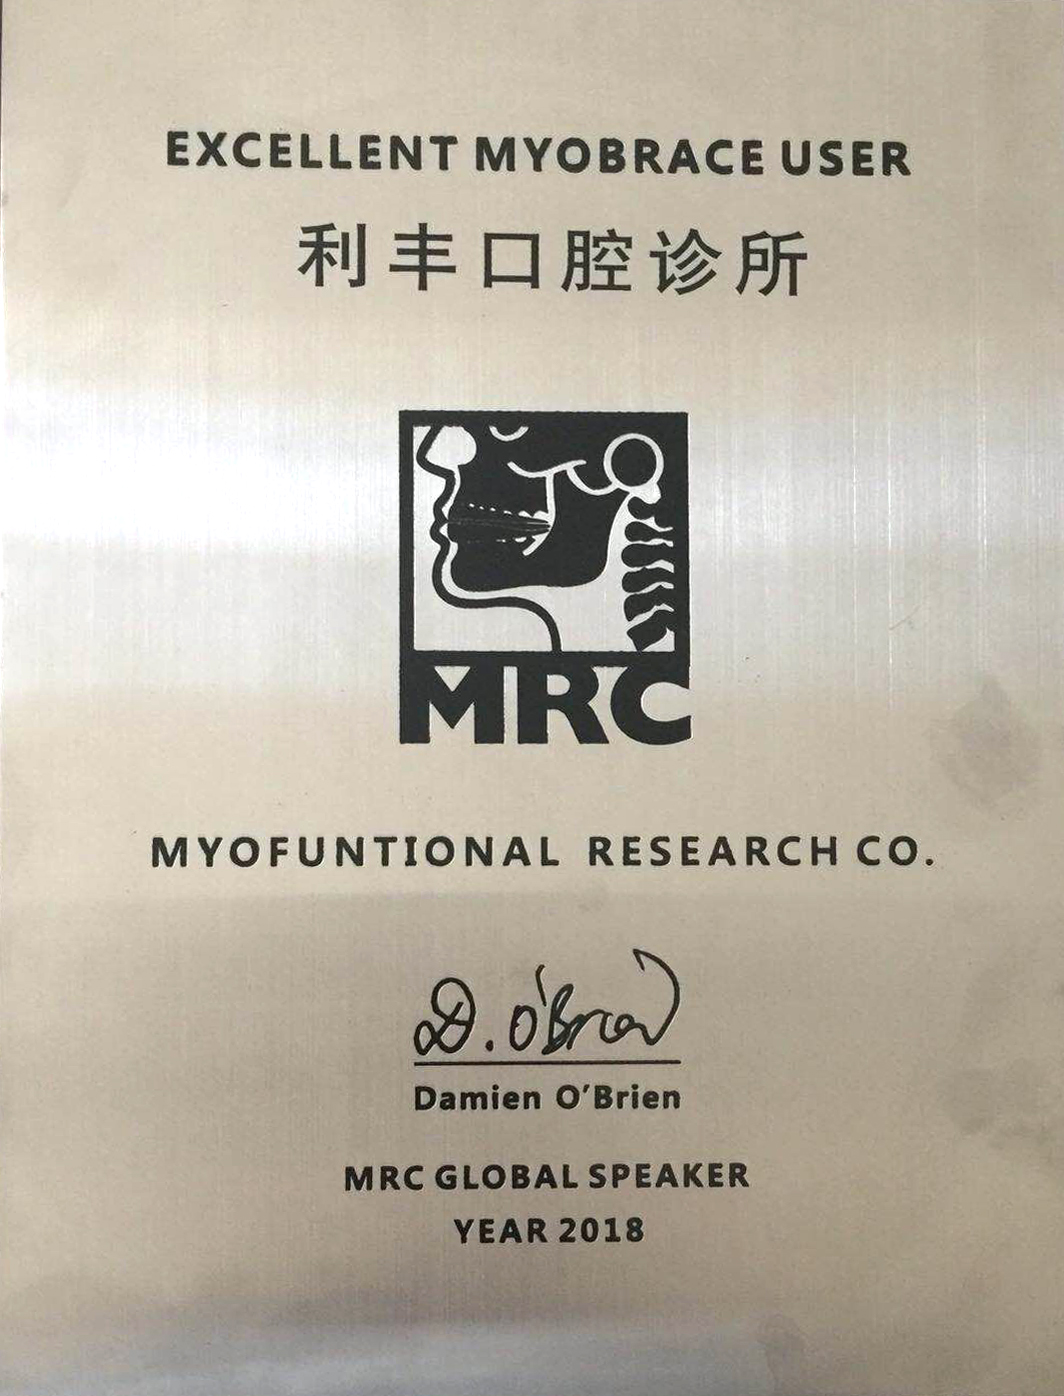 EXCELLENT MYOBRACE USER
利丰口腔诊所
MRC
MYOFUNTIONAL RESEARCH CO.
D. O'Brien
Damien O'Brien
MRC GLOBAL SPEAKER
YEAR 2018